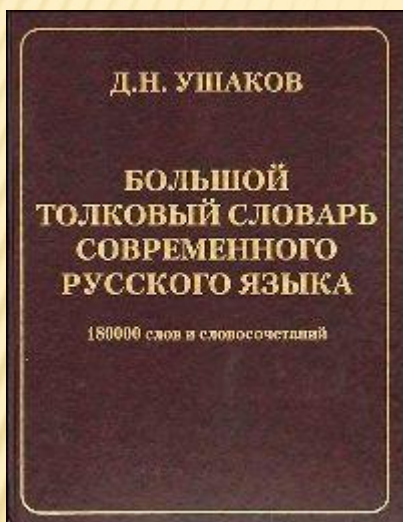 Д.Н. УШАКОВ
БОЛЬШОЙ
ТОЛКОВЫЙ СЛОВАРЬ
СОВРЕМЕННОГО
РУССКОГО ЯЗЫКА
180000 слов и словосочетаний